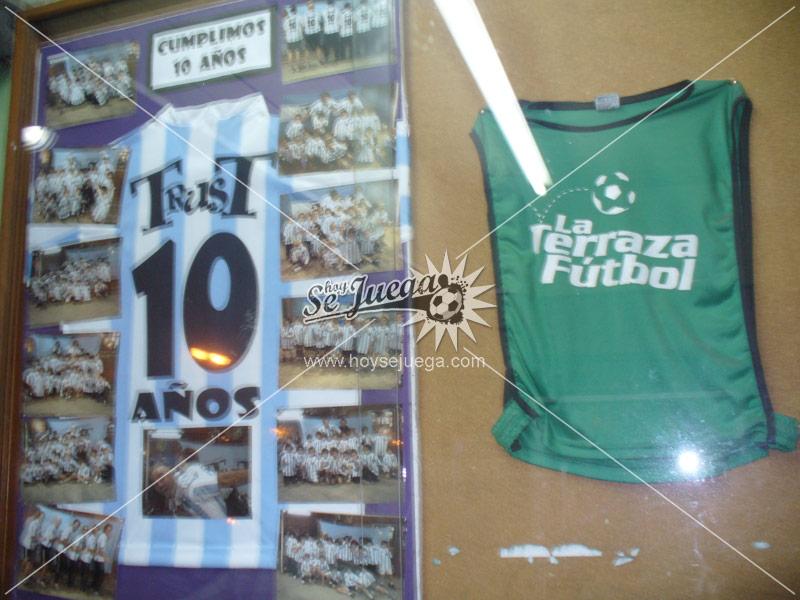 CUMPLIMOS
10 AÑOS
TRUST
10
AÑOS
La
Terraza
Fútbol
hoy
Se Juega
www.hoysejuega.com